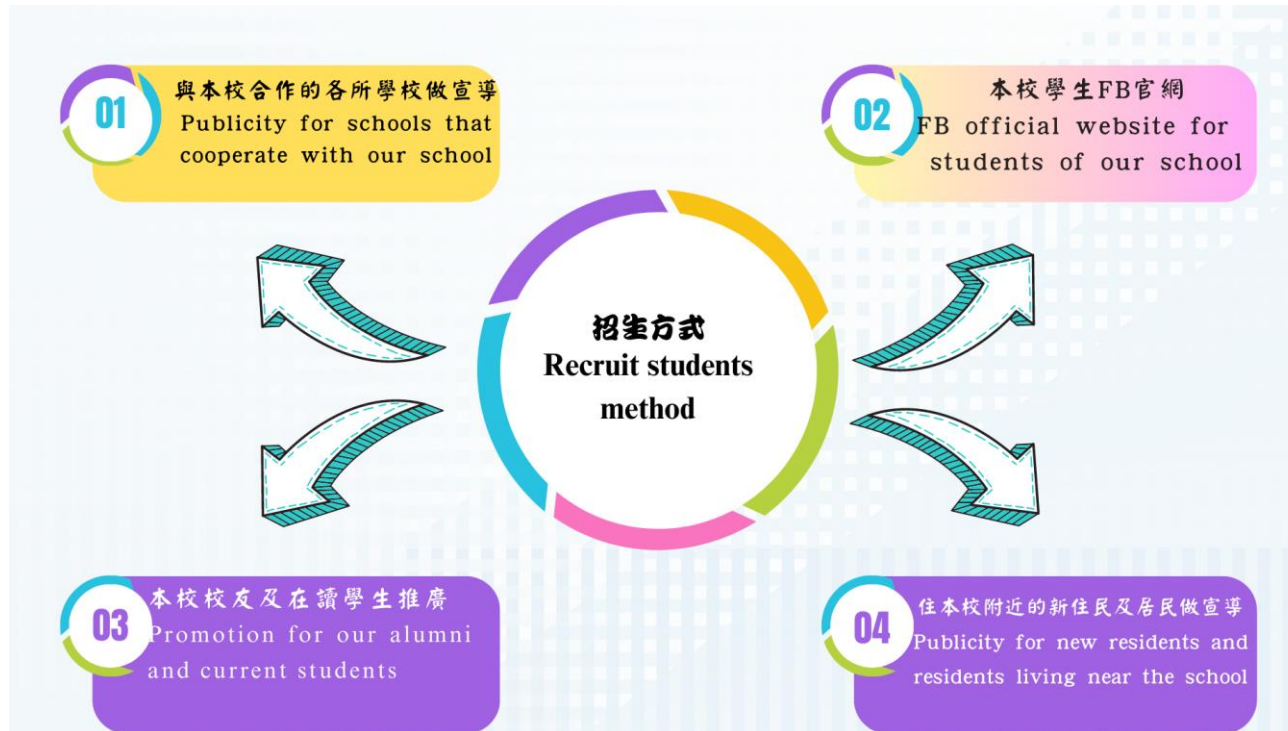 01
與本校合作的各所學校做宣導
Publicity for schools that
cooperate with our school
02
本校學生FB官網
FB official website for
students of our school
招生方式
Recruit students
method
03
本校校友及在讀學生推廣
Promotion for our alumni
and current students
04
住本校附近的新住民及居民做宣導
Publicity for new residents and
residents living near the school